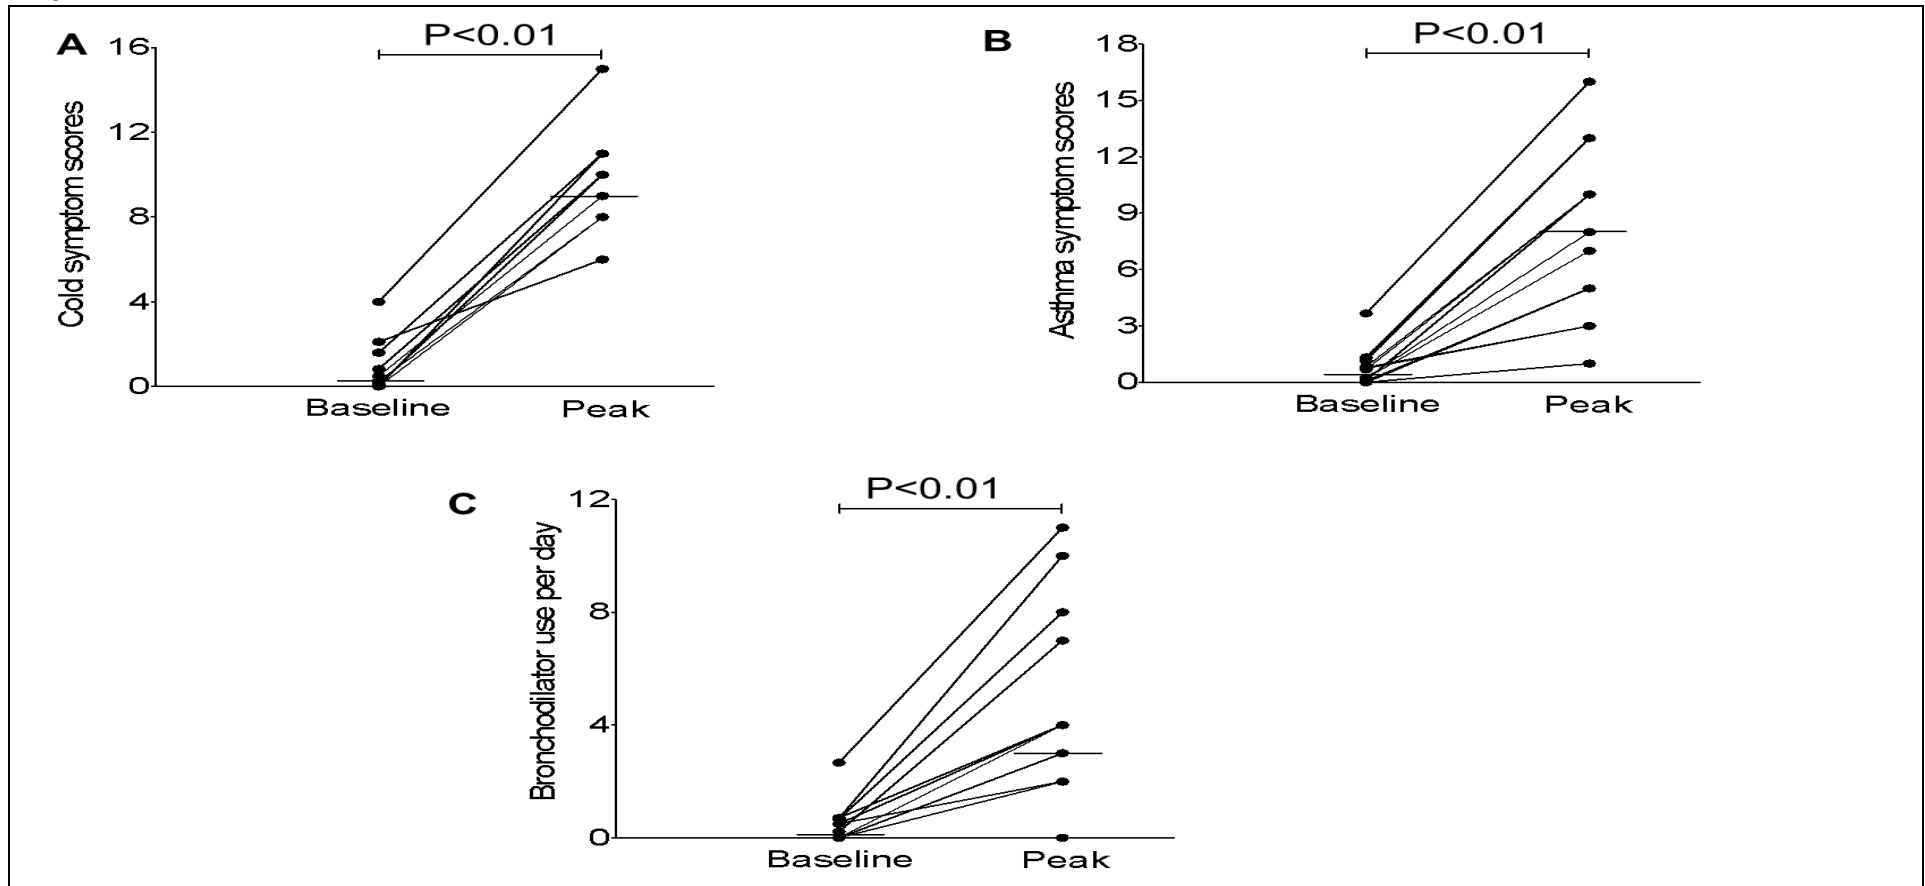 A
P<0.01
16
12
8
4
0
Cold symptom scores
Baseline Peak
B
P<0.01
18
15
12
9
6
3
0
Asthma symptom scores
Baseline Peak
C
P<0.01
12
8
4
0
Bronchodilator use per day
Baseline Peak